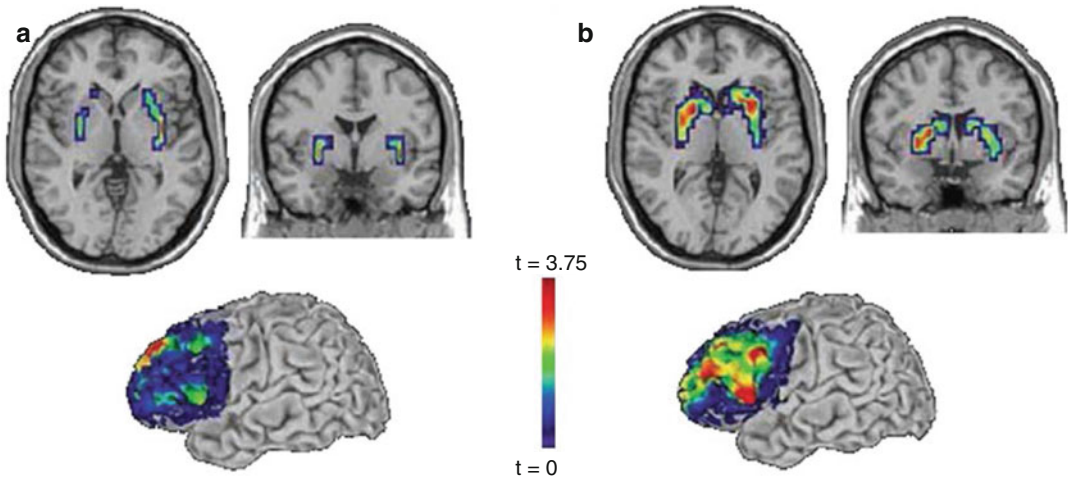 a
b
t = 3.75
t = 0